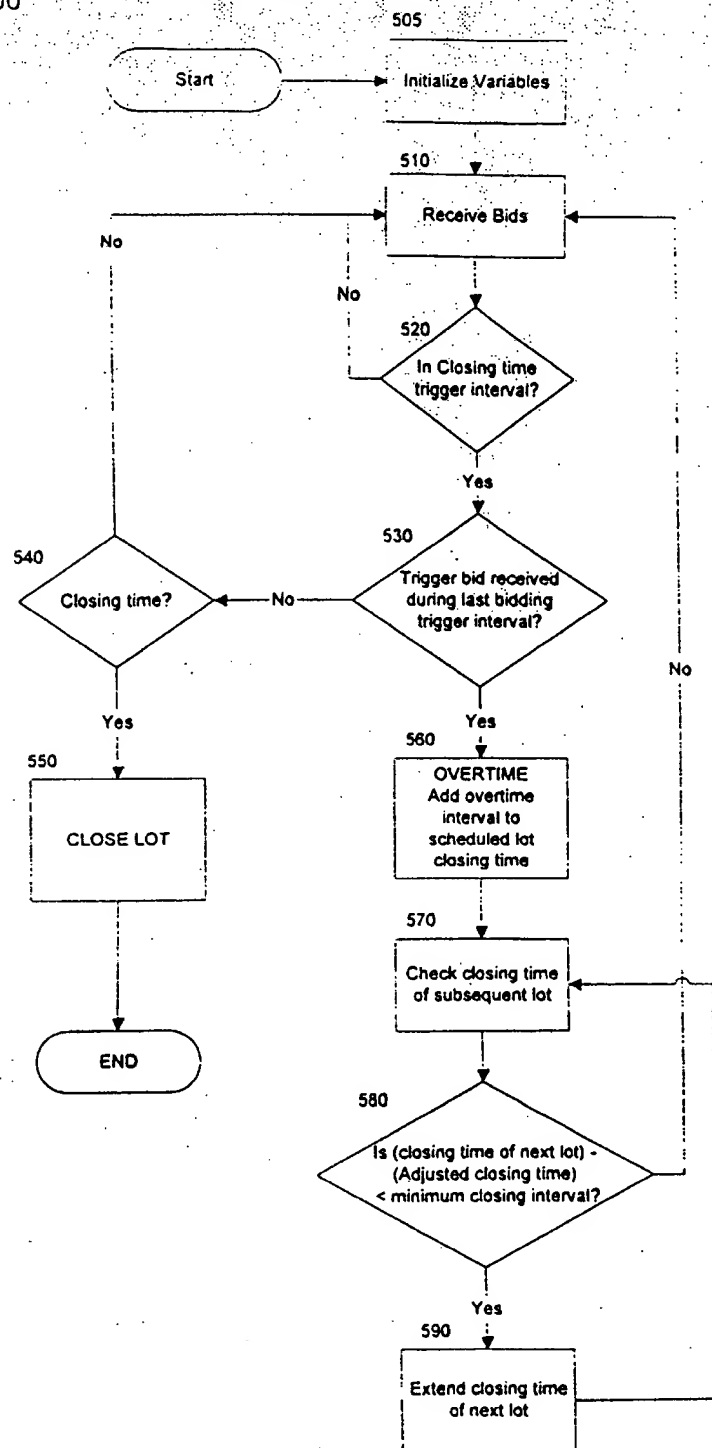 505
Start
Initialize Variables
510
Receive Bids
No
No
520
In Closing time
trigger interval?
Yes
530
Trigger bid received
during last bidding
trigger interval?
540
Closing time?
No
No
Yes
Yes
550
CLOSE LOT
560
OVERTIME
Add overtime
interval to
scheduled lot
closing time
570
Check closing time
of subsequent lot
END
580
Is (closing time of next lot) -
(Adjusted closing time)
< minimum closing interval?
Yes
590
Extend closing time
of next lot